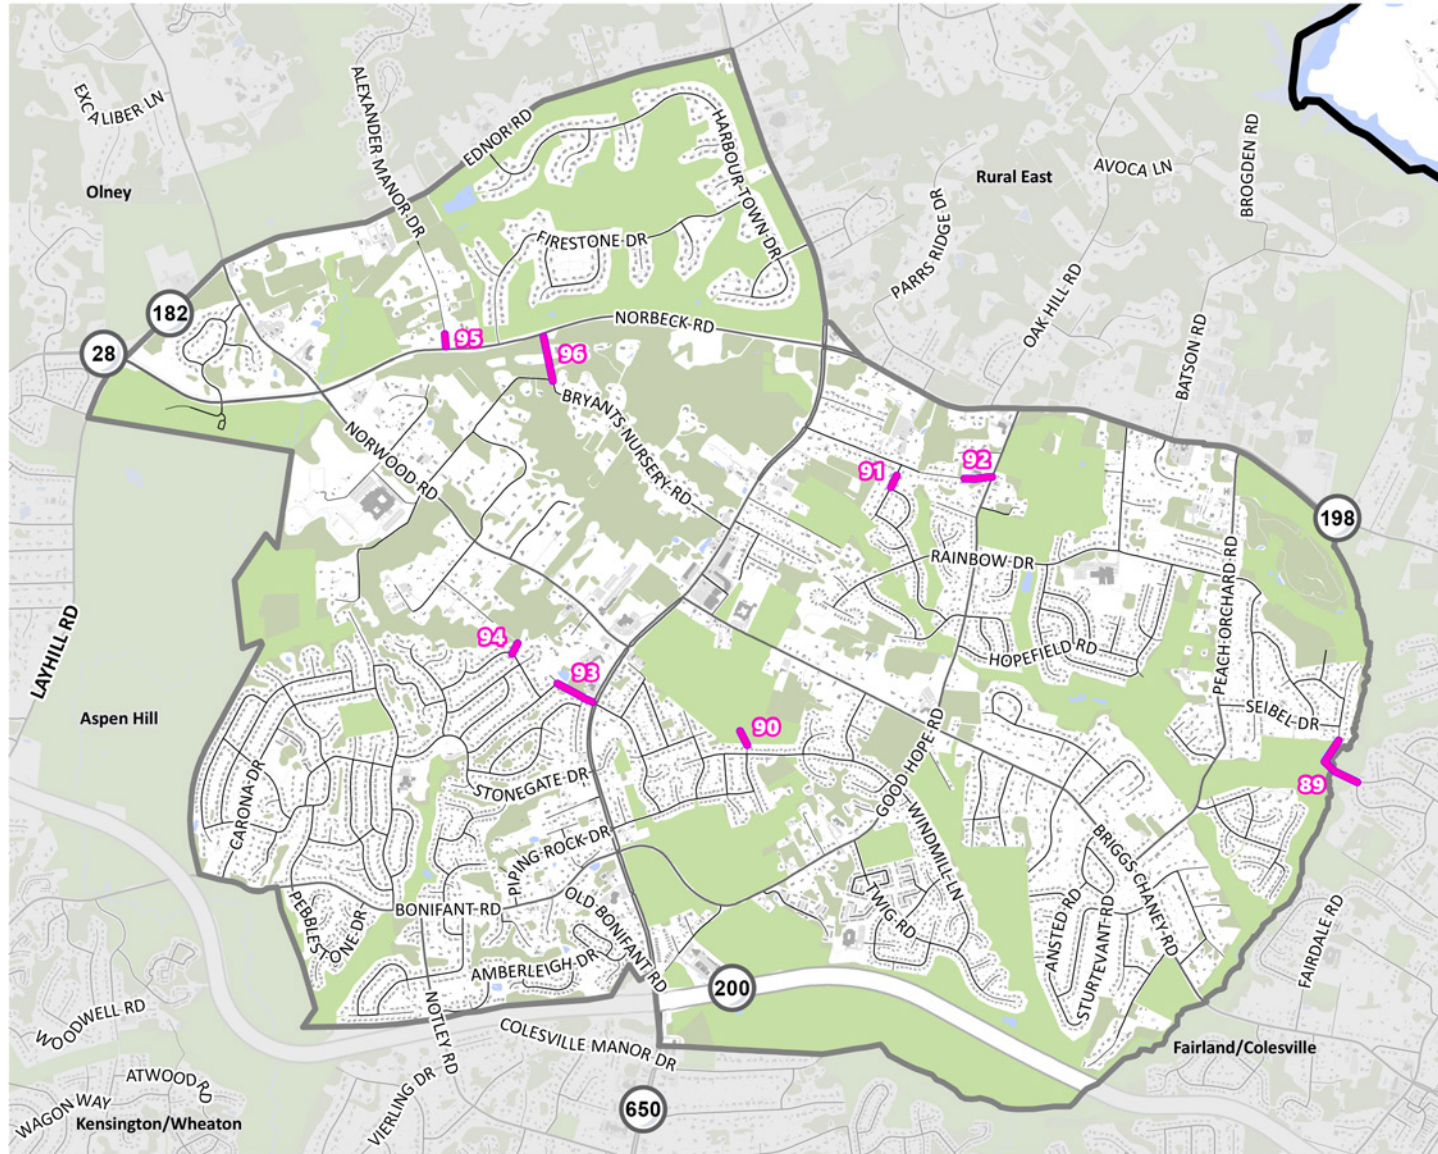 EXCALIBER LN
ALEXANDER MANOR DR
EDNOR RD
HARBOUR TOWN DR
BROGDEN RD
AVOCA LN
Rural East
Olney
PARRS RIDGE DR
FIRESTONE DR
OAK HILL RD
182
NORBECK RD
BATSON RD
28
95
96
BRYANTS NURSERY RD
NORWOOD RD
91
92
198
RAINBOW DR
PEACH ORCHARD RD
LAYHILL RD
94
93
HOPEFIELD RD
Aspen Hill
90
SEIBEL DR
GOOD HOPE RD
89
CARONA DR
STONEGATE DR
PIPING ROCK DR
WINDMILL LN
BRIGGS CHANEY RD
PEBBLESTONE DR
BONIFANT RD
OLD BONIFANT RD
TWIG RD
ANSTED RD
STURTEVANT RD
FAIRDALE RD
AMBERLEIGH DR
200
WOODWELL RD
NOTLEY RD
COLESVILLE MANOR DR
Fairland/Colesville
ATWOOD RD
VIERLING DR
650
WAGON WAY
Kensington/Wheaton